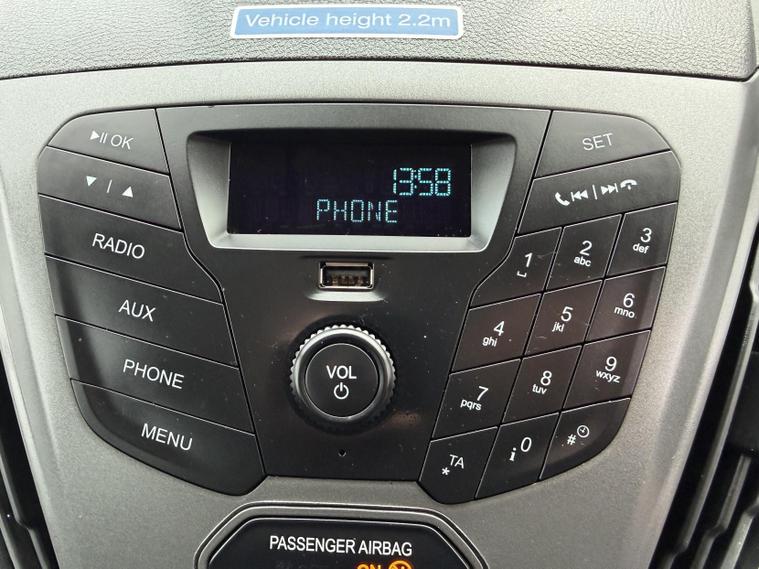 Vehicle height 2.2m
OK
SET
13:58
PHONE
RADIO
AUX
PHONE
MENU
VOL
1
2
abc
3
def
4
ghi
5
jkl
6
mno
7
pqrs
8
tuv
9
wxyz
* TA
i 0
#
PASSENGER AIRBAG
ON